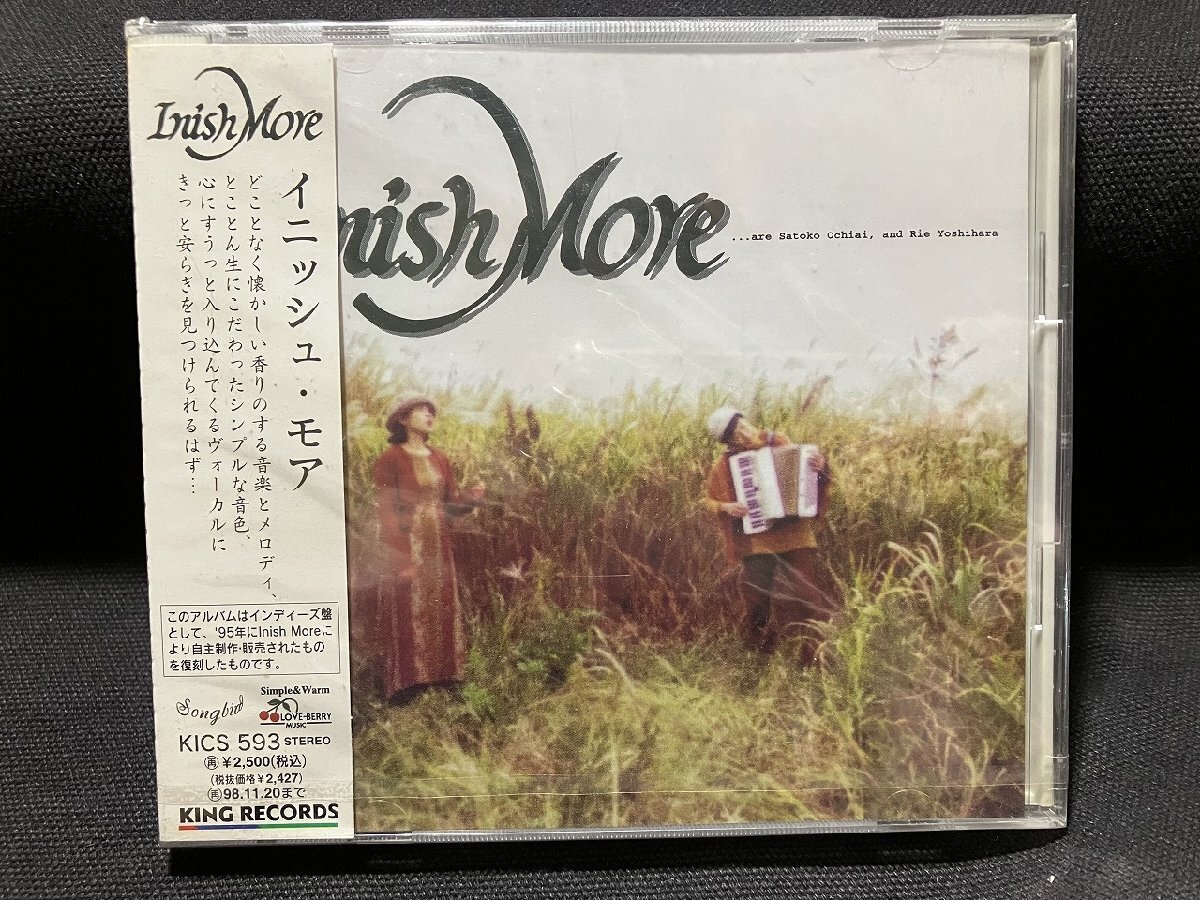 Inish More
イニッシュ・モア
どことなく懐かしい香りのする音楽とメロディ、
とことん生にこだわったシンプルな音色、
心にすうっと入り込んでくるヴォーカルに
きっと安らぎを見つけられるはず…
このアルバムはインディーズ盤
として、'95年にInish Moreに
より自主制作・販売されたもの
を復刻したものです。
Songbird
Simple&Warm
LOVE-BERRY
MUSIC
KICS 593 STEREO
再¥2,500(税込)
(税抜価格¥2,427)
再98.11.20まで
KING RECORDS
nish More
...are Satoko Ochiai, and Rie Yoshihara